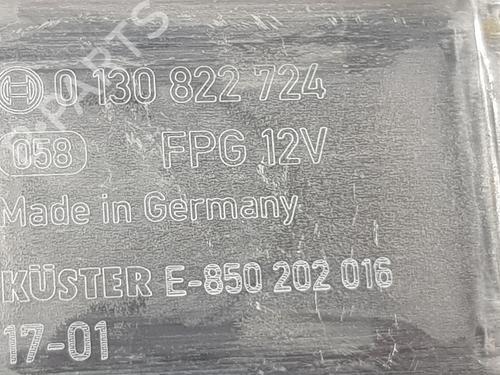 0 130 822 724
058 FPG 12V
Made in Germany
KÜSTER E-850 202 016
17-01